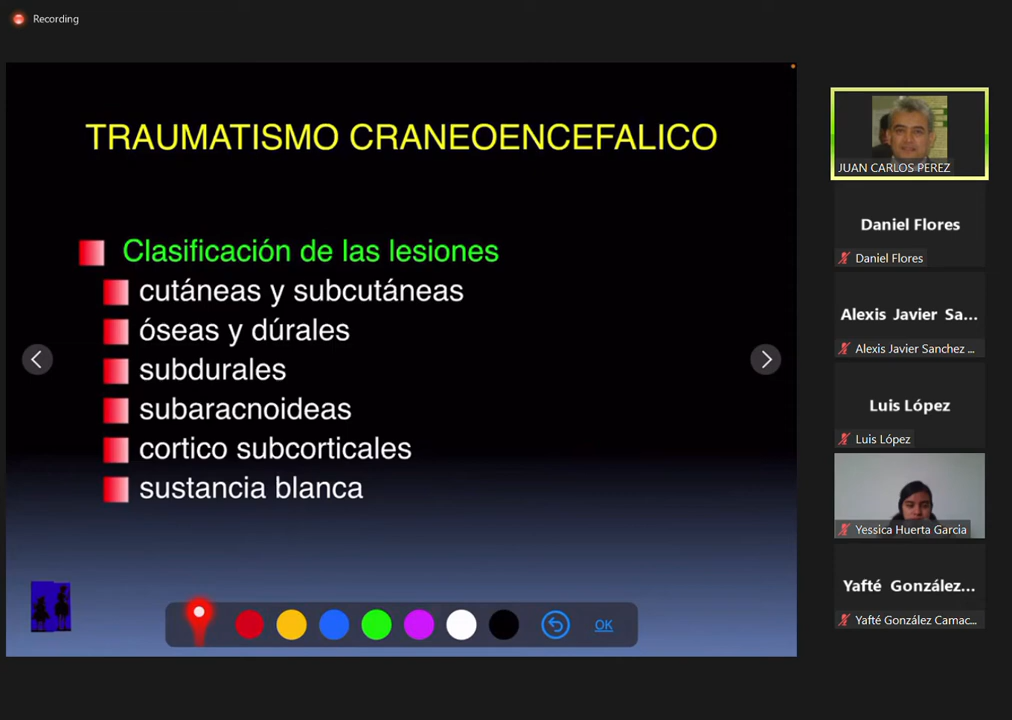 Recording
TRAUMATISMO CRANEOENCEFALICO
Clasificación de las lesiones
cutáneas y subcutáneas
óseas y dúrales
subdurales
subaracnoideas
cortico subcorticales
sustancia blanca
OK
JUAN CARLOS PEREZ
Daniel Flores
Daniel Flores
Alexis Javier Sa...
Alexis Javier Sanchez ...
Luis López
Luis López
Yessica Huerta Garcia
Yafté González...
Yafté González Camac...